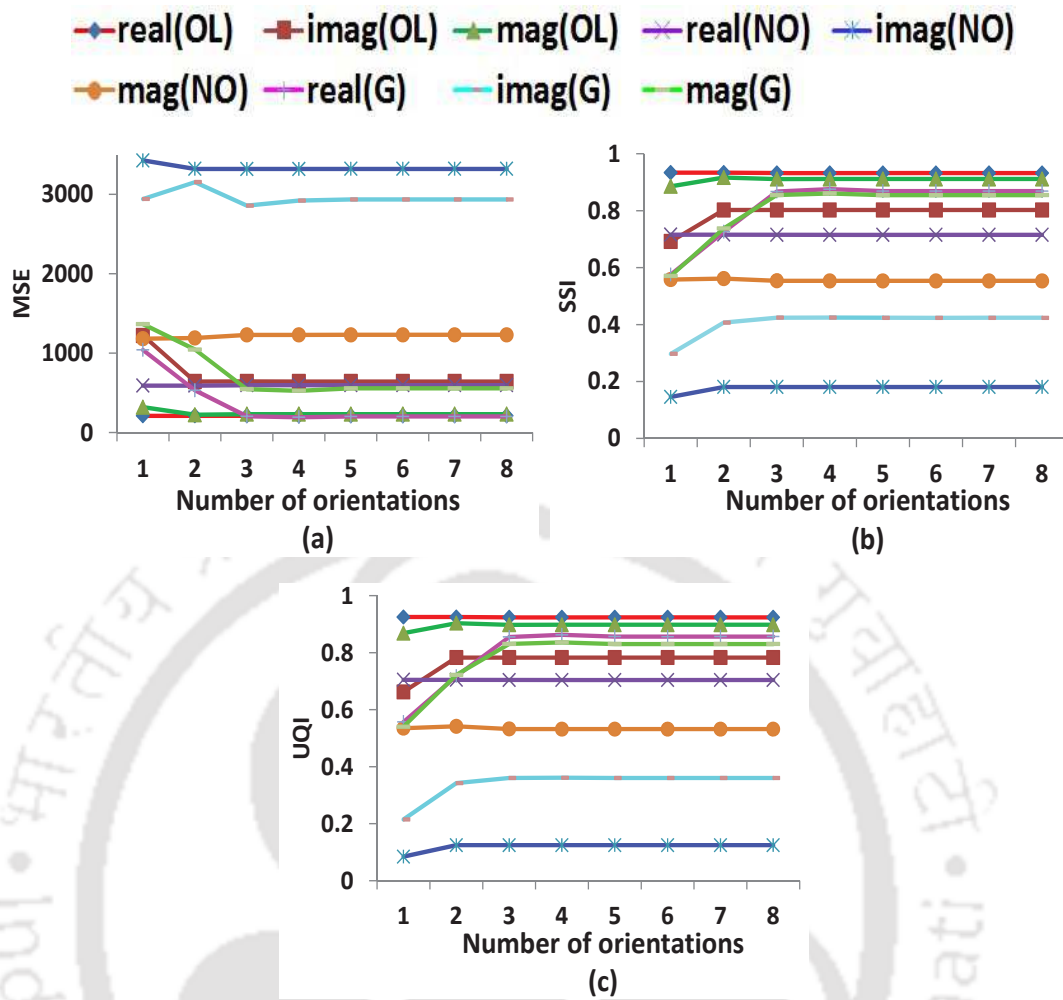 real(OL) imag(OL) mag(OL) real(NO) imag(NO)
mag(NO) real(G) imag(G) mag(G)
3000
2000
1000
0
MSE
1 2 3 4 5 6 7 8
Number of orientations
(a)
1
0.8
0.6
0.4
0.2
0
SSI
1 2 3 4 5 6 7 8
Number of orientations
(b)
1
0.8
0.6
0.4
0.2
0
UQI
1 2 3 4 5 6 7 8
Number of orientations
(c)
भारतीय